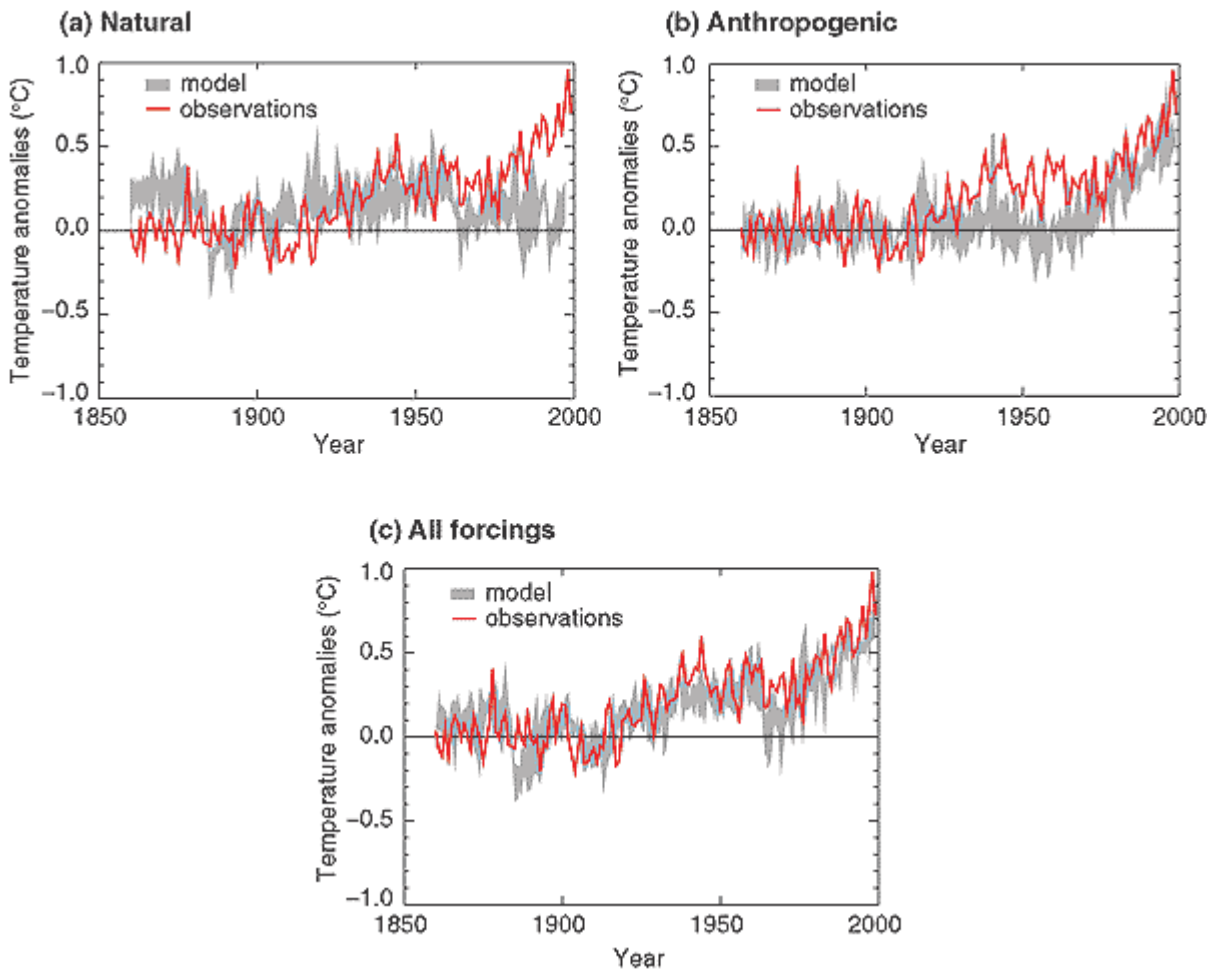 (a) Natural
Temperature anomalies (°C)
1.0
0.5
0.0
−0.5
−1.0
model
observations
1850
1900
1950
2000
Year
(b) Anthropogenic
Temperature anomalies (°C)
1.0
0.5
0.0
−0.5
−1.0
model
observations
1850
1900
1950
2000
Year
(c) All forcings
Temperature anomalies (°C)
1.0
0.5
0.0
−0.5
−1.0
model
observations
1850
1900
1950
2000
Year